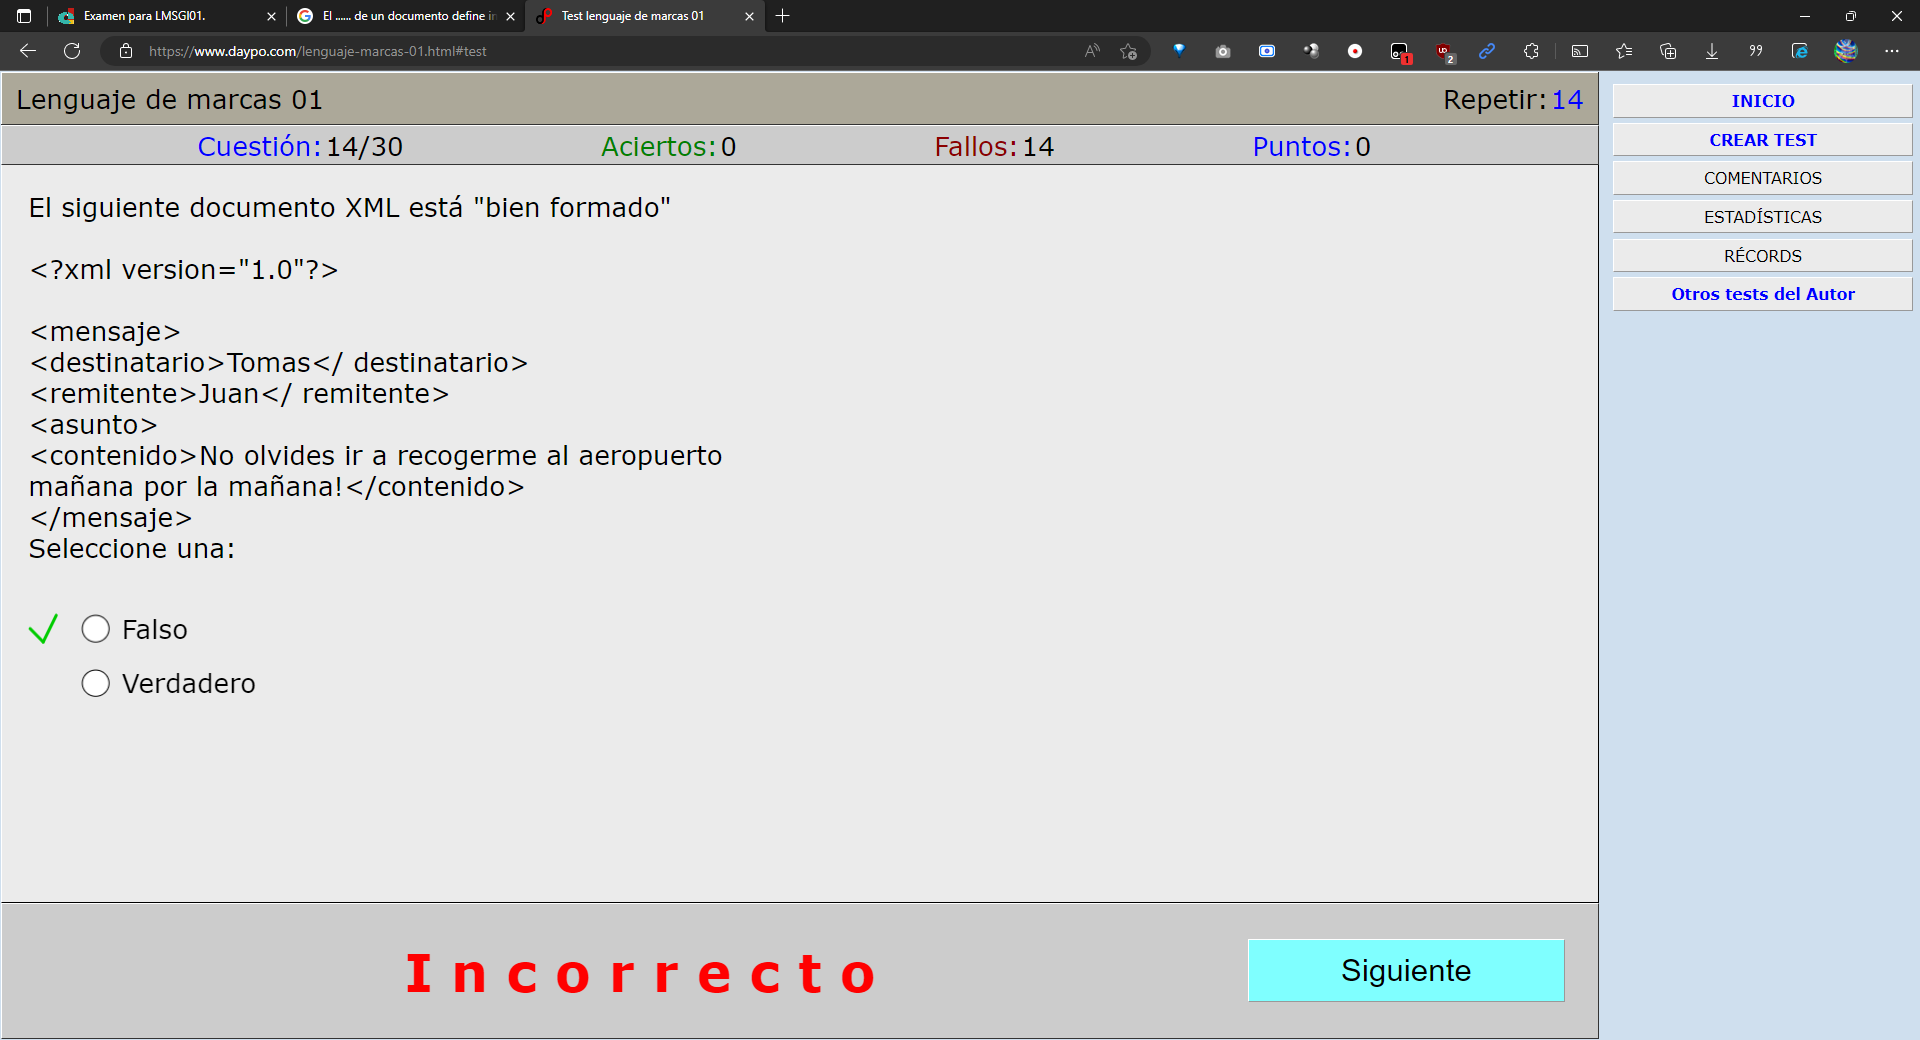 Examen para LMSGI01.
El ...... de un documento define in
Test lenguaje de marcas 01
https://www.daypo.com/lenguaje-marcas-01.html#test
1
2
Lenguaje de marcas 01
Repetir:14
Cuestión:14/30
Aciertos:0
Fallos:14
Puntos:0
El siguiente documento XML está "bien formado"
<?xml version="1.0"?>
<mensaje>
<destinatario>Tomas</ destinatario>
<remitente>Juan</ remitente>
<asunto>
<contenido>No olvides ir a recogerme al aeropuerto
mañana por la mañana!</contenido>
</mensaje>
Seleccione una:
Falso
Verdadero
Incorrecto
Siguiente
INICIO
CREAR TEST
COMENTARIOS
ESTADÍSTICAS
RÉCORDS
Otros tests del Autor